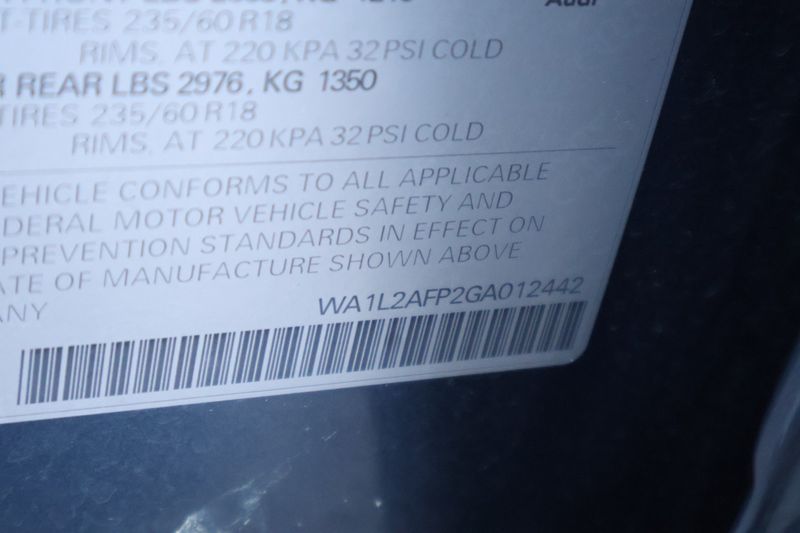 Audi
T-TIRES 235/60 R18
RIMS, AT 220 KPA 32 PSI COLD
R REAR LBS 2976, KG 1350
TIRES 235/60 R18
RIMS, AT 220 KPA 32 PSI COLD
EHICLE CONFORMS TO ALL APPLICABLE
DERAL MOTOR VEHICLE SAFETY AND
PREVENTION STANDARDS IN EFFECT ON
ATE OF MANUFACTURE SHOWN ABOVE
ANY
WA1L2AFP2GA012442